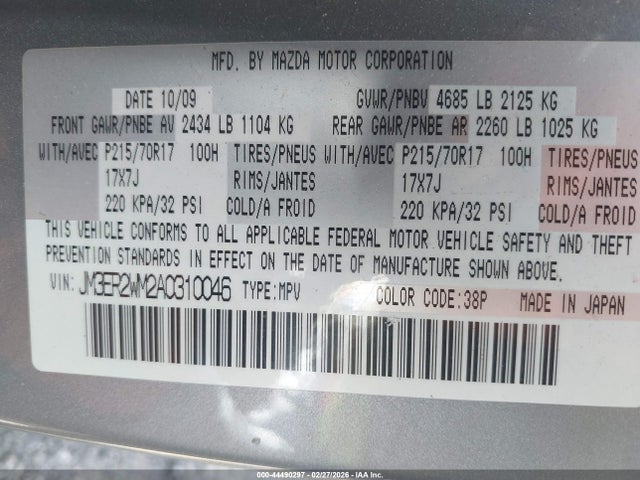 MFD. BY MAZDA MOTOR CORPORATION
DATE 10/09 GVWR/PNBV 4685 LB 2125 KG
FRONT GAWR/PNBE AV 2434 LB 1104 KG REAR GAWR/PNBE AR 2260 LB 1025 KG
WITH/AVEC P215/70R17 100H TIRES/PNEUS WITH/AVEC P215/70R17 100H TIRES/PNEUS
17X7J RIMS/JANTES 17X7J RIMS/JANTES
220 KPA/32 PSI COLD/A FROID 220 KPA/32 PSI COLD/A FROID
THIS VEHICLE CONFORMS TO ALL APPLICABLE FEDERAL MOTOR VEHICLE SAFETY AND THEFT
PREVENTION STANDARDS IN EFFECT ON THE DATE OF MANUFACTURE SHOWN ABOVE.
VIN: JM3ER2WM2A0310046 TYPE:MPV COLOR CODE:38P MADE IN JAPAN
000-44490297 - 02/27/2026 - IAA Inc.